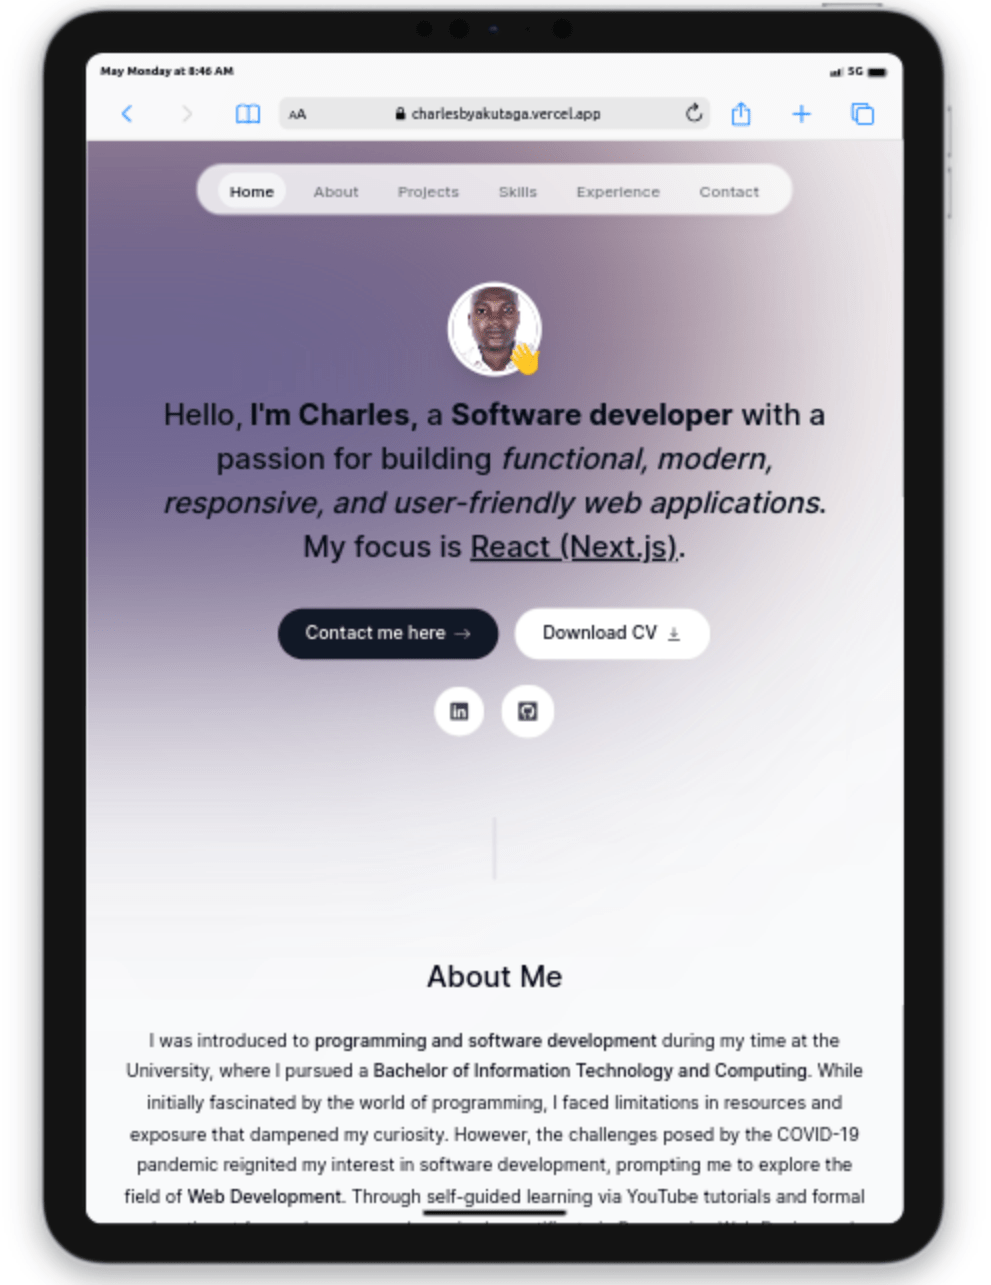 May Monday at 8:46 AM
5G
AA
charlesbyakutaga.vercel.app
Home About Projects Skills Experience Contact
Hello, I'm Charles, a Software developer with a
passion for building functional, modern,
responsive, and user-friendly web applications.
My focus is React (Next.js).
Contact me here →
Download CV
in
About Me
I was introduced to programming and software development during my time at the
University, where I pursued a Bachelor of Information Technology and Computing. While
initially fascinated by the world of programming, I faced limitations in resources and
exposure that dampened my curiosity. However, the challenges posed by the COVID-19
pandemic reignited my interest in software development, prompting me to explore the
field of Web Development. Through self-guided learning via YouTube tutorials and formal